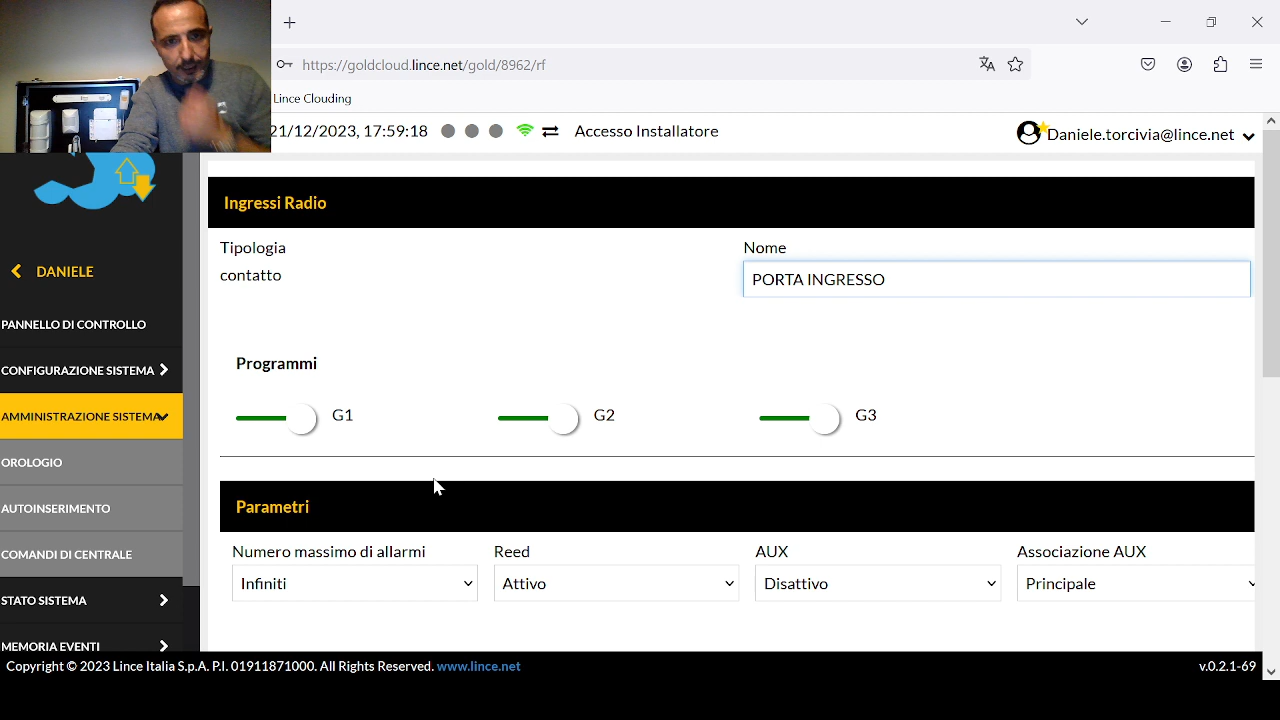 https://goldcloud.lince.net/gold/8962/rf
Lince Clouding
21/12/2023, 17:59:18 Accesso Installatore Daniele.torcivia@lince.net
Ingressi Radio
Tipologia Nome
contatto PORTA INGRESSO
DANIELE
PANNELLO DI CONTROLLO
CONFIGURAZIONE SISTEMA
AMMINISTRAZIONE SISTEMA
OROLOGIO
AUTOINSERIMENTO
COMANDI DI CENTRALE
STATO SISTEMA
MEMORIA EVENTI
Programmi
G1 G2 G3
Parametri
Numero massimo di allarmi Reed AUX Associazione AUX
Infiniti Attivo Disattivo Principale
Copyright © 2023 Lince Italia S.p.A. P.I. 01911871000. All Rights Reserved. www.lince.net v.0.2.1-69